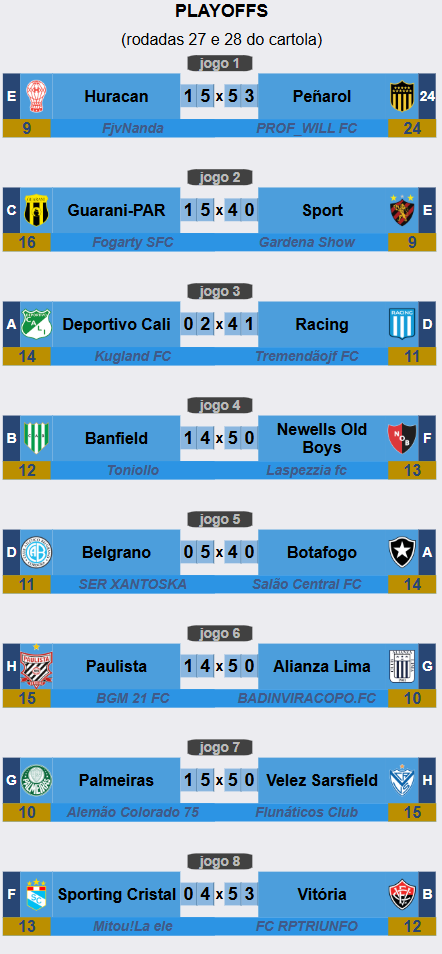 PLAYOFFS
(rodadas 27 e 28 do cartola)
jogo 1
E Huracan 1 5 x 5 3 Peñarol 24
9 FjvNanda PROF_WILL FC 24
jogo 2
C Guarani-PAR 1 5 x 4 0 Sport E
16 Fogarty SFC Gardena Show 9
jogo 3
A Deportivo Cali 0 2 x 4 1 Racing D
14 Kugland FC Tremendäojf FC 11
jogo 4
B Banfield 1 4 x 5 0 Newells Old Boys F
12 Toniollo Laspezzia fc 13
jogo 5
D Belgrano 0 5 x 4 0 Botafogo A
11 SER XANTOSKA Salão Central FC 14
jogo 6
H Paulista 1 4 x 5 0 Alianza Lima G
15 BGM 21 FC BADINVIRACOPO.FC 10
jogo 7
G Palmeiras 1 5 x 5 0 Velez Sarsfield H
10 Alemão Colorado 75 Flunáticos Club 15
jogo 8
F Sporting Cristal 0 4 x 5 3 Vitória B
13 Mitou!La ele FC RPTRIUNFO 12